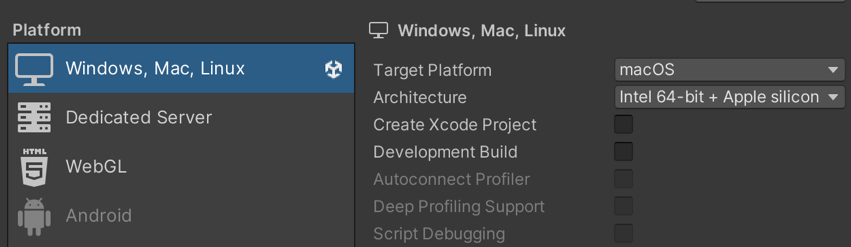 Platform
Windows, Mac, Linux
Dedicated Server
HTML
5
WebGL
Android
Windows, Mac, Linux
Target Platform macOS
Architecture Intel 64-bit + Apple silicon
Create Xcode Project
Development Build
Autoconnect Profiler
Deep Profiling Support
Script Debugging